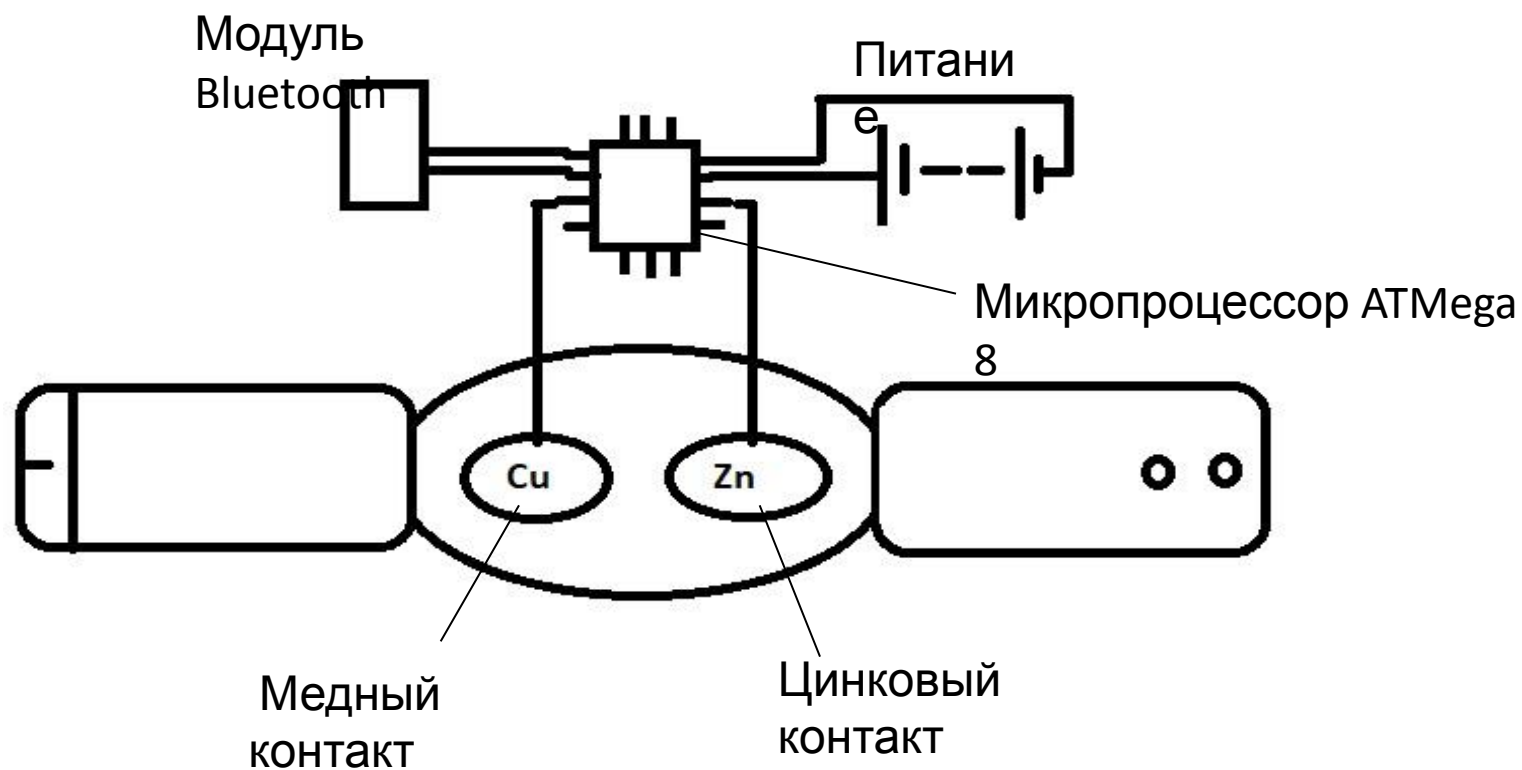 Модуль
Bluetooth
Питани
е
Микропроцессор ATMega
8
Cu
Zn
Медный
контакт
Цинковый
контакт